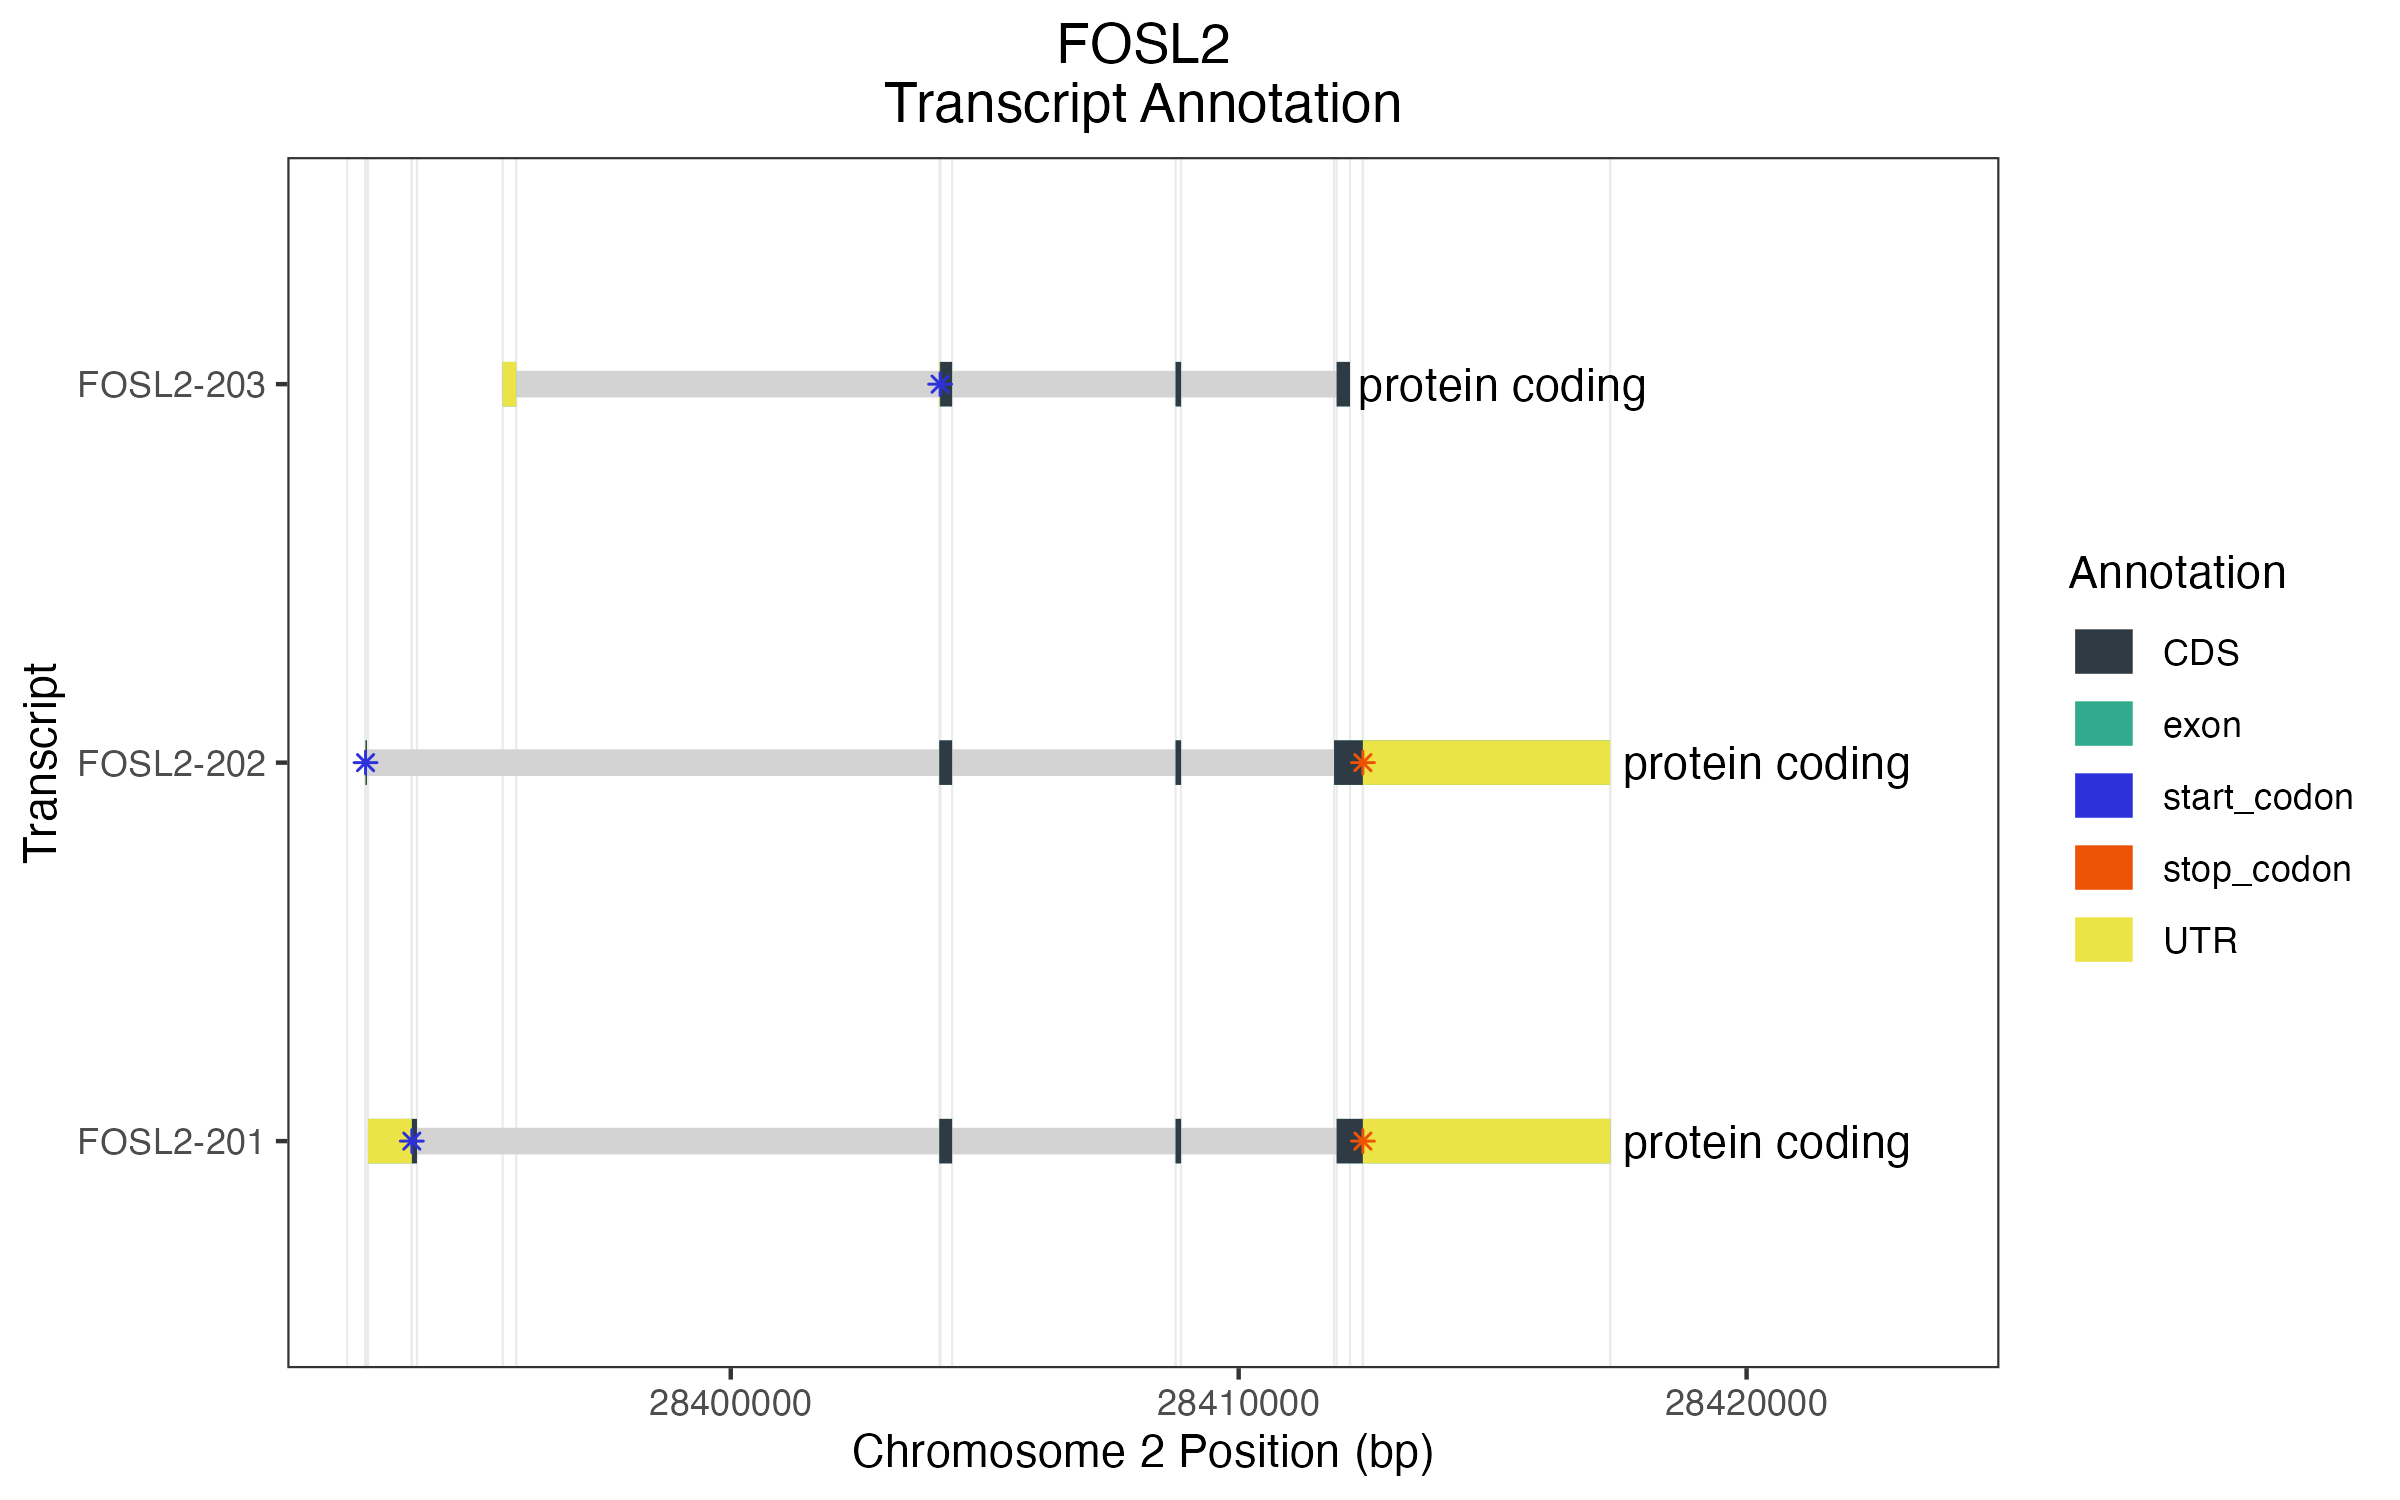 FOSL2
Transcript Annotation
Transcript
FOSL2-203
protein coding
FOSL2-202
protein coding
FOSL2-201
protein coding
28400000
28410000
28420000
Chromosome 2 Position (bp)
Annotation
CDS
exon
start_codon
stop_codon
UTR